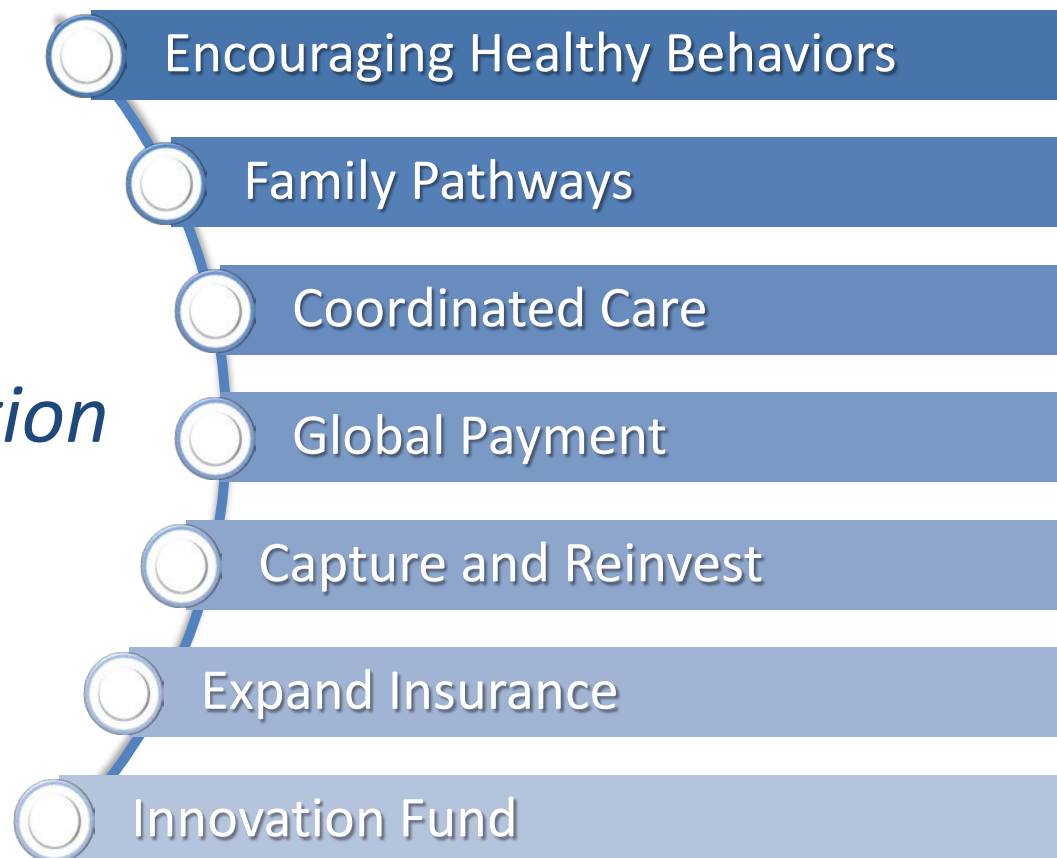 Encouraging Healthy Behaviors
Family Pathways
Coordinated Care
Global Payment
Capture and Reinvest
Expand Insurance
Innovation Fund